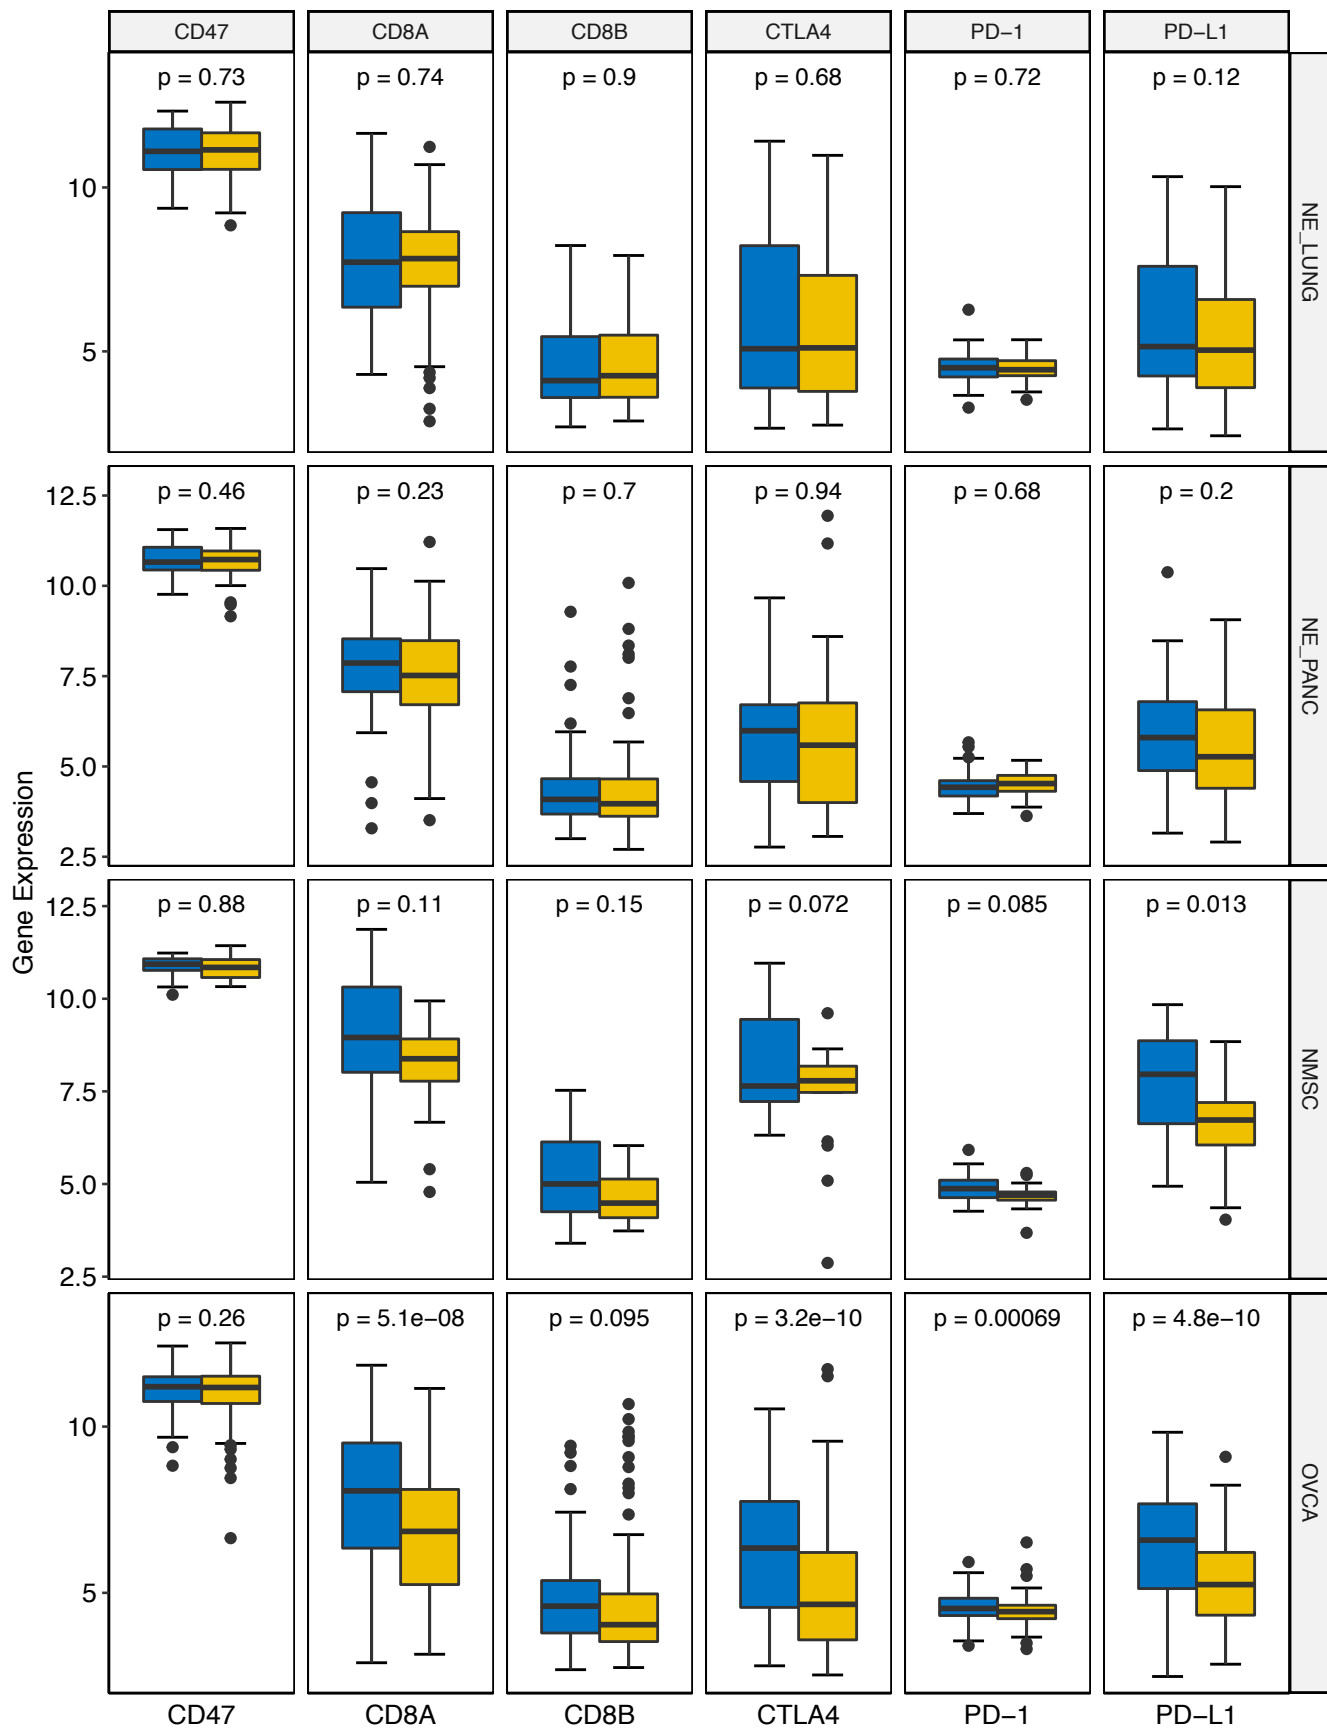 CD47 CD8A CD8B CTLA4 PD−1 PD−L1
p = 0.73 p = 0.74 p = 0.9 p = 0.68 p = 0.72 p = 0.12
10
5
NE_LUNG
p = 0.46 p = 0.23 p = 0.7 p = 0.94 p = 0.68 p = 0.2
12.5
10.0
7.5
5.0
2.5
NE_PANC
Gene Expression
p = 0.88 p = 0.11 p = 0.15 p = 0.072 p = 0.085 p = 0.013
12.5
10.0
7.5
5.0
2.5
NMSC
p = 0.26 p = 5.1e−08 p = 0.095 p = 3.2e−10 p = 0.00069 p = 4.8e−10
10
5
OVCA
CD47 CD8A CD8B CTLA4 PD−1 PD−L1